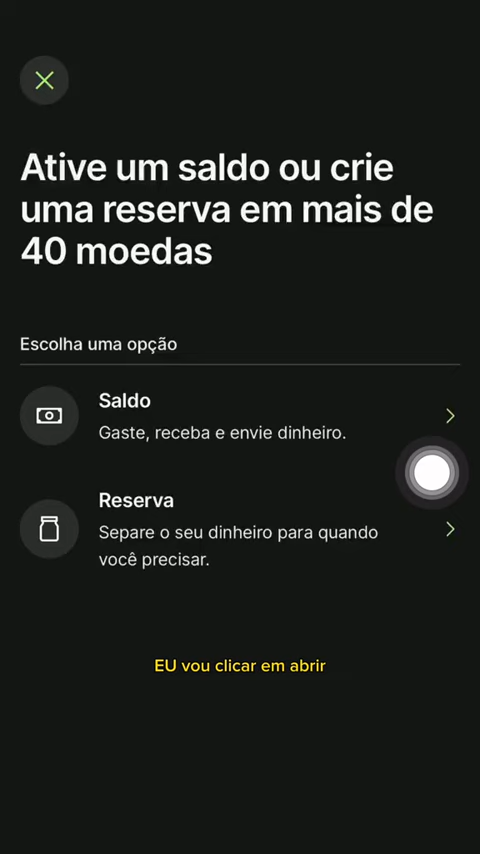 Ative um saldo ou crie
uma reserva em mais de
40 moedas
Escolha uma opção
Saldo
Gaste, receba e envie dinheiro.
Reserva
Separe o seu dinheiro para quando
você precisar.
EU vou clicar em abrir